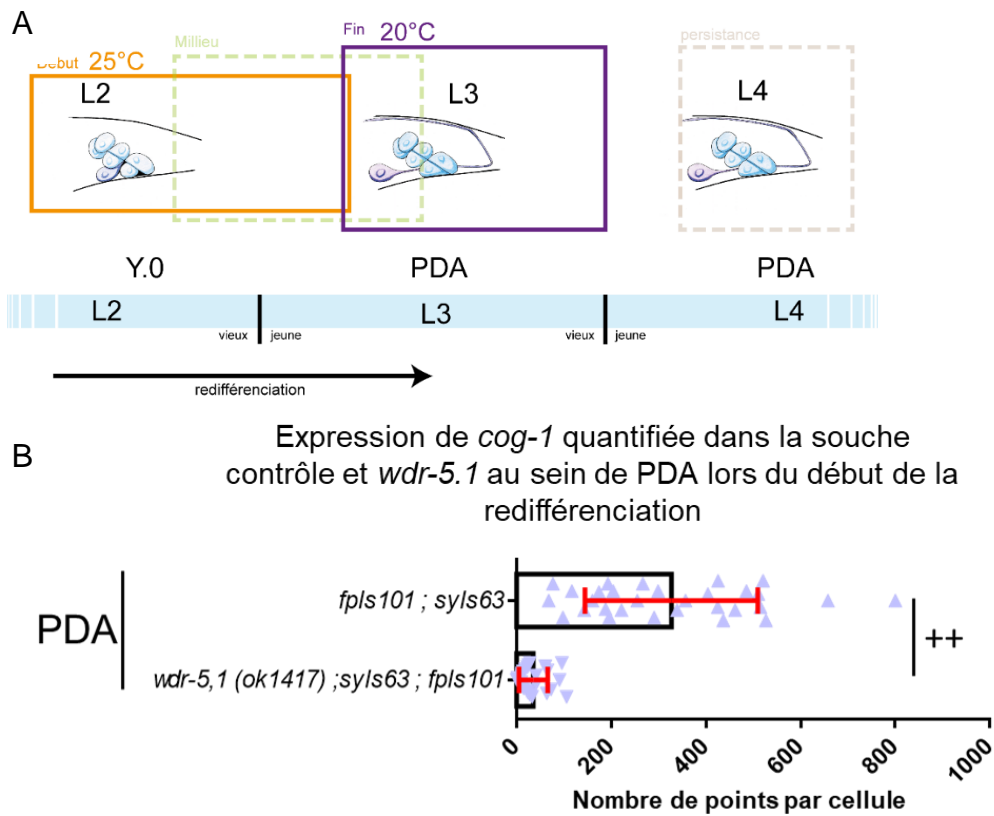 A
Début 25°C
Millieu
Fin 20°C
persistance
L2
L3
L4
Y.0
PDA
PDA
L2
L3
L4
vieux
jeune
vieux
jeune
redifférenciation
B
Expression de cog-1 quantifiée dans la souche
contrôle et wdr-5.1 au sein de PDA lors du début de la
redifférenciation
PDA
fpIs101 ; syIs63
wdr-5,1 (ok1417) ;syIs63 ; fpIs101
++
0
200
400
600
800
1000
Nombre de points par cellule